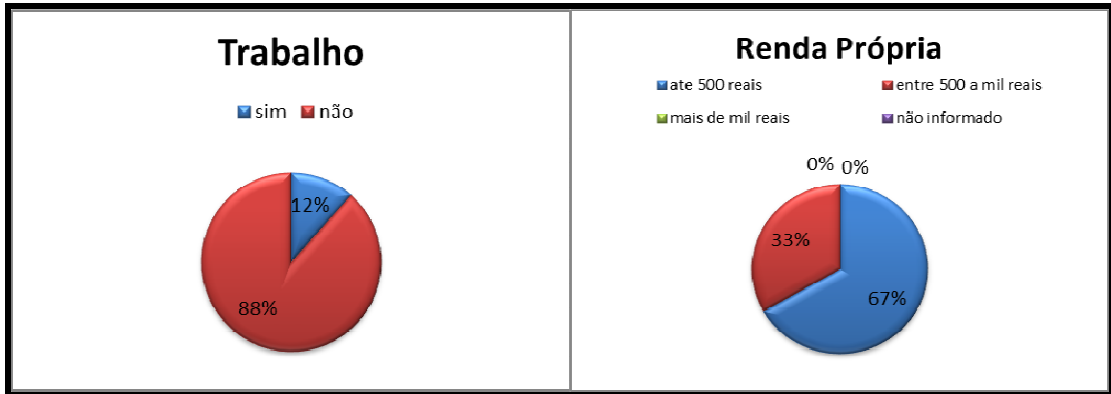 Trabalho
sim não
12%
88%
Renda Própria
ate 500 reais entre 500 a mil reais
mais de mil reais não informado
0% 0%
33%
67%